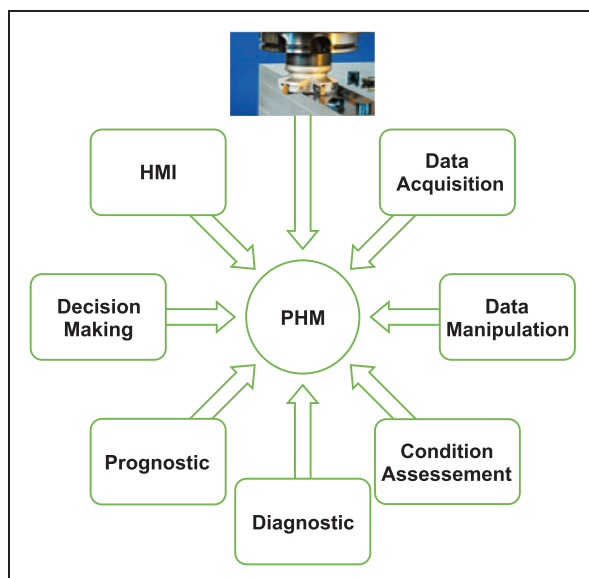 HMI
Data
Acquisition
Decision
Making
PHM
Data
Manipulation
Prognostic
Condition
Assessement
Diagnostic